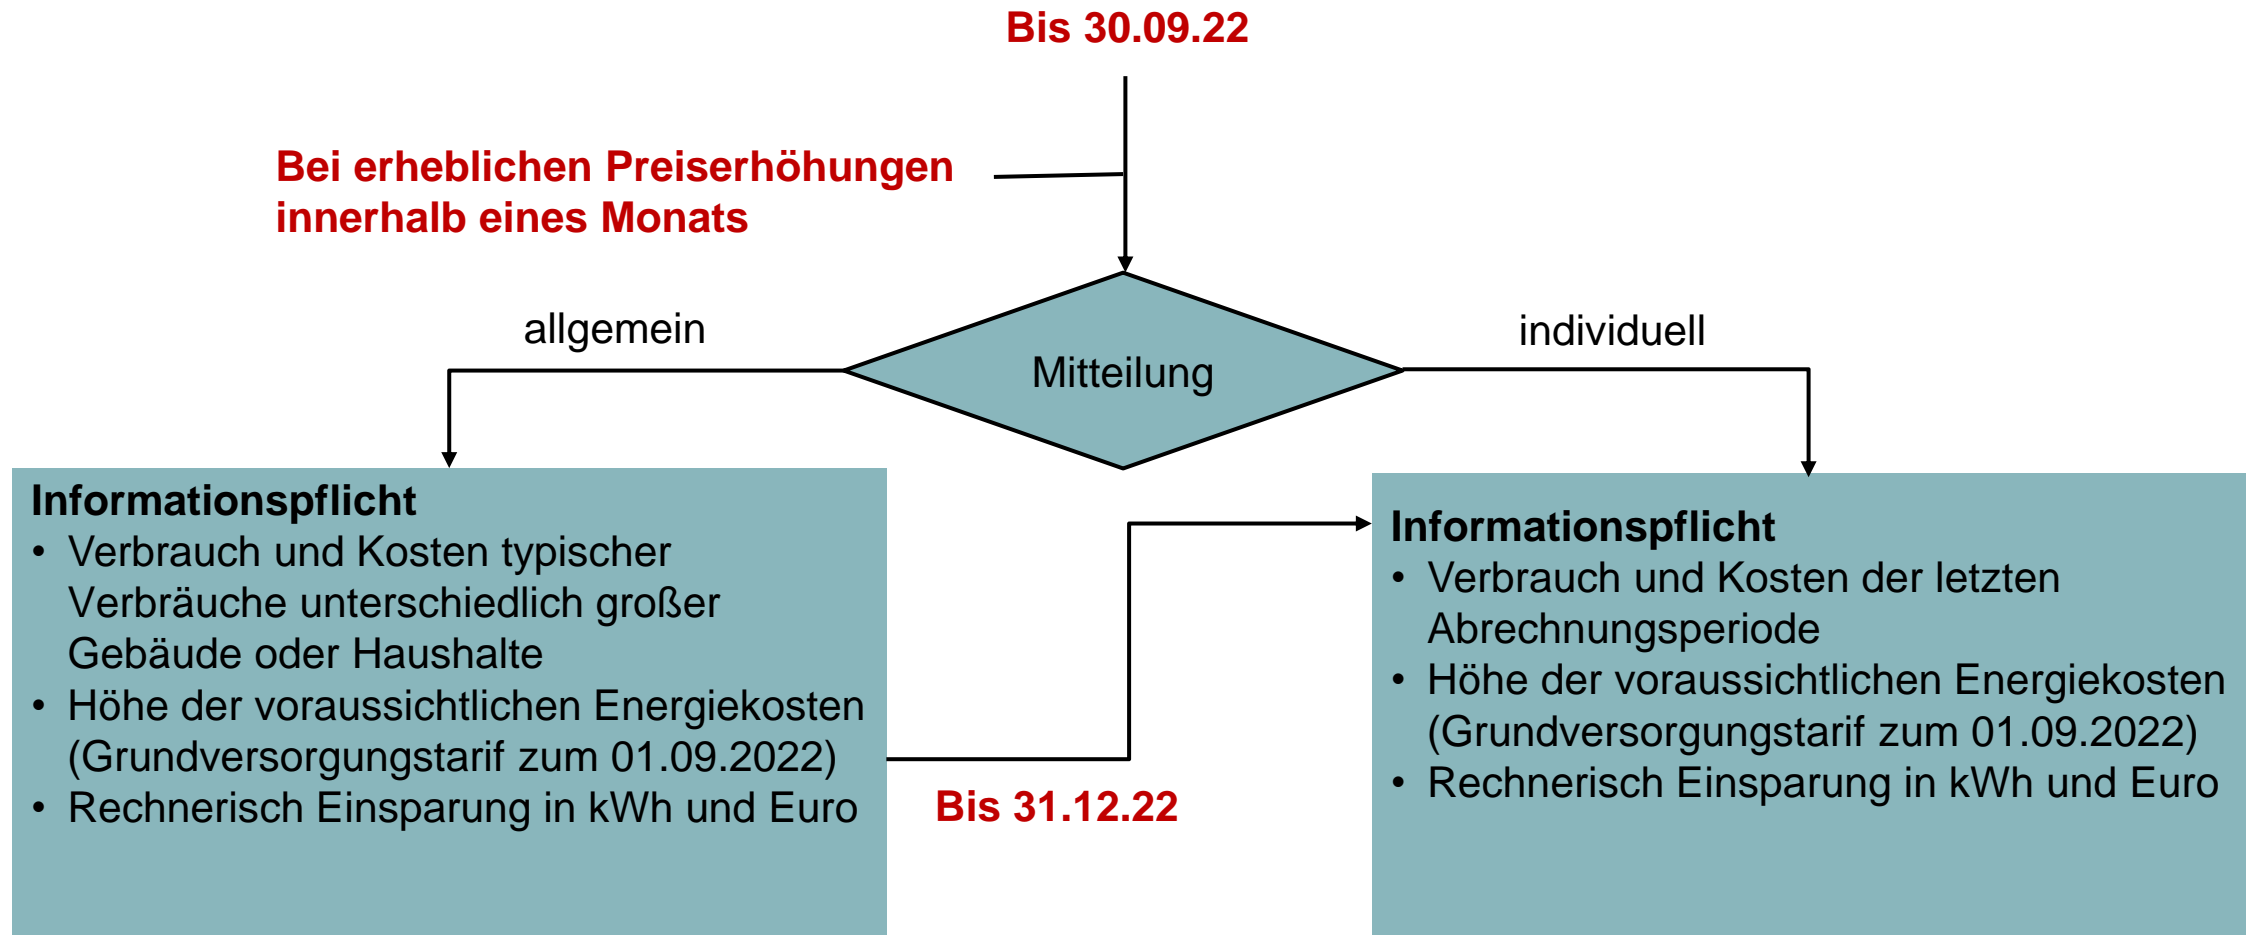 Bis 30.09.22
Bei erheblichen Preiserhöhungen
innerhalb eines Monats
allgemein
individuell
Mitteilung
Informationspflicht
• Verbrauch und Kosten typischer
Verbräuche unterschiedlich großer
Gebäude oder Haushalte
• Höhe der voraussichtlichen Energiekosten
(Grundversorgungstarif zum 01.09.2022)
• Rechnerisch Einsparung in kWh und Euro
Bis 31.12.22
Informationspflicht
• Verbrauch und Kosten der letzten
Abrechnungsperiode
• Höhe der voraussichtlichen Energiekosten
(Grundversorgungstarif zum 01.09.2022)
• Rechnerisch Einsparung in kWh und Euro